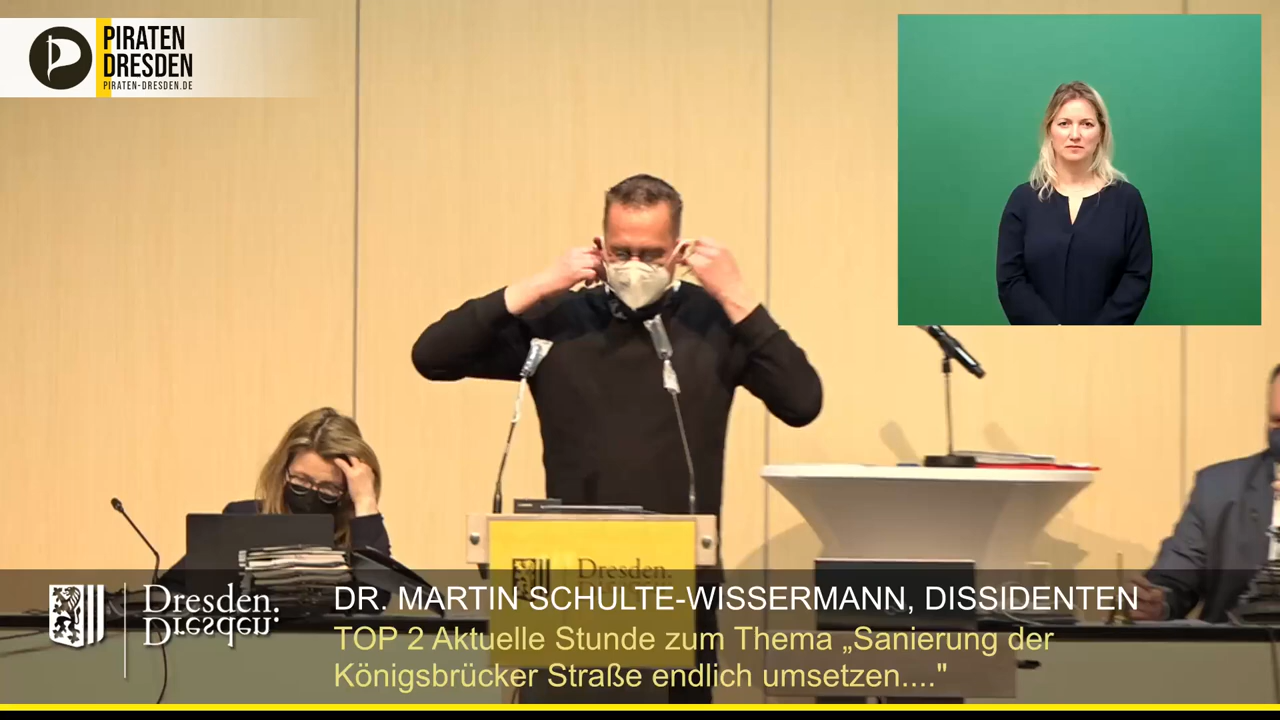 PIRATEN
DRESDEN
PIRATEN-DRESDEN.DE
Dresden.
Dresden.
Dresden.
DR. MARTIN SCHULTE-WISSERMANN, DISSIDENTEN
TOP 2 Aktuelle Stunde zum Thema „Sanierung der
Königsbrücker Straße endlich umsetzen...."